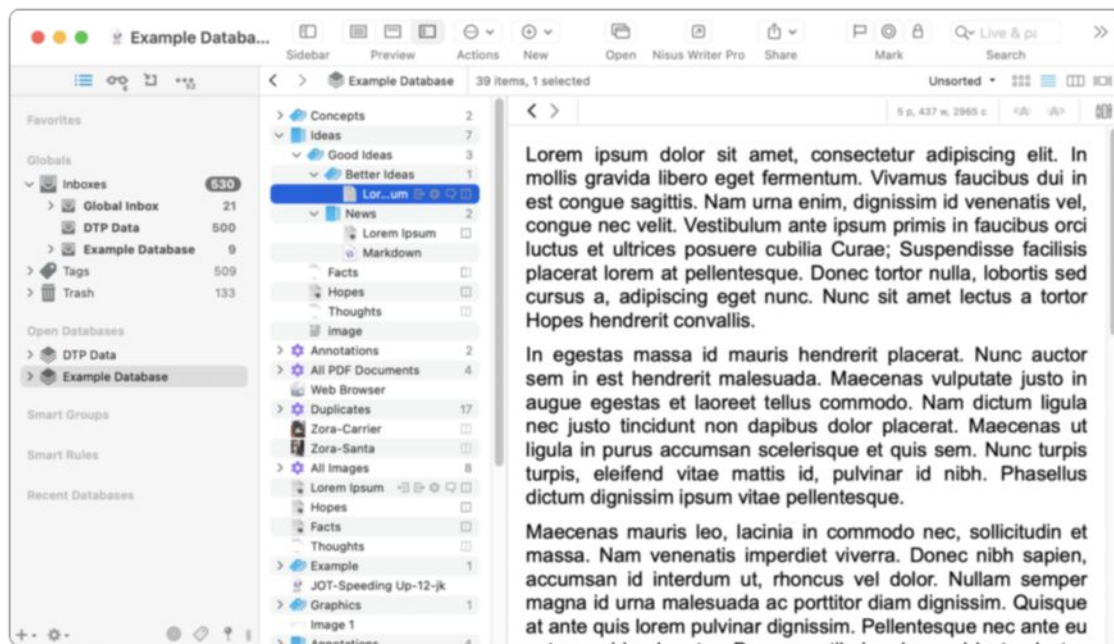 Example Databa...
Sidebar
Preview
Actions
New
Open
Nisus Writer Pro
Share
Mark
Search
Example Database
39 items, 1 selected
Unsorted
Favorites
Globals
Inboxes 530
Global Inbox 21
DTP Data 500
Example Database 9
Tags 509
Trash 133
Open Databases
DTP Data
Example Database
Smart Groups
Smart Rules
Recent Databases
Concepts 2
Ideas 7
Good Ideas 3
Better Ideas 1
Lor...um
News 2
Lorem Ipsum
Markdown
Facts
Hopes
Thoughts
image
Annotations 2
All PDF Documents 4
Web Browser
Duplicates 17
Zora-Carrier
Zora-Santa
All Images 8
Lorem Ipsum
Hopes
Facts
Thoughts
Example 1
JOT-Speeding Up-12-jk
Graphics 1
Image 1
Annotations 4
5 p, 437 w, 2965 c
Lorem ipsum dolor sit amet, consectetur adipiscing elit. In
mollis gravida libero eget fermentum. Vivamus faucibus dui in
est congue sagittis. Nam urna enim, dignissim id venenatis vel,
congue nec velit. Vestibulum ante ipsum primis in faucibus orci
luctus et ultrices posuere cubilia Curae; Suspendisse facilisis
placerat lorem at pellentesque. Donec tortor nulla, lobortis sed
cursus a, adipiscing eget nunc. Nunc sit amet lectus a tortor
Hopes hendrerit convallis.
In egestas massa id mauris hendrerit placerat. Nunc auctor
sem in est hendrerit malesuada. Maecenas vulputate justo in
augue egestas et laoreet tellus commodo. Nam dictum ligula
nec justo tincidunt non dapibus dolor placerat. Maecenas ut
ligula in purus accumsan scelerisque et quis sem. Nunc turpis
turpis, eleifend vitae mattis id, pulvinar id nibh. Phasellus
dictum dignissim ipsum vitae pellentesque.
Maecenas mauris leo, lacinia in commodo nec, sollicitudin et
massa. Nam venenatis imperdiet viverra. Donec nibh sapien,
accumsan id interdum ut, rhoncus vel dolor. Nullam semper
magna id urna malesuada ac porttitor diam dignissim. Quisque
at ante quis lorem pulvinar dignissim. Pellentesque nec ante eu